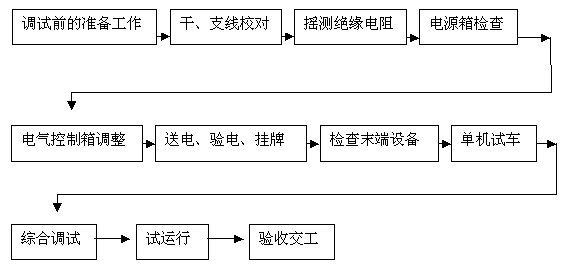 调试前的准备工作
干、支线校对
摇测绝缘电阻
电源箱检查
电气控制箱调整
送电、验电、挂牌
检查末端设备
单机试车
综合调试
试运行
验收交工